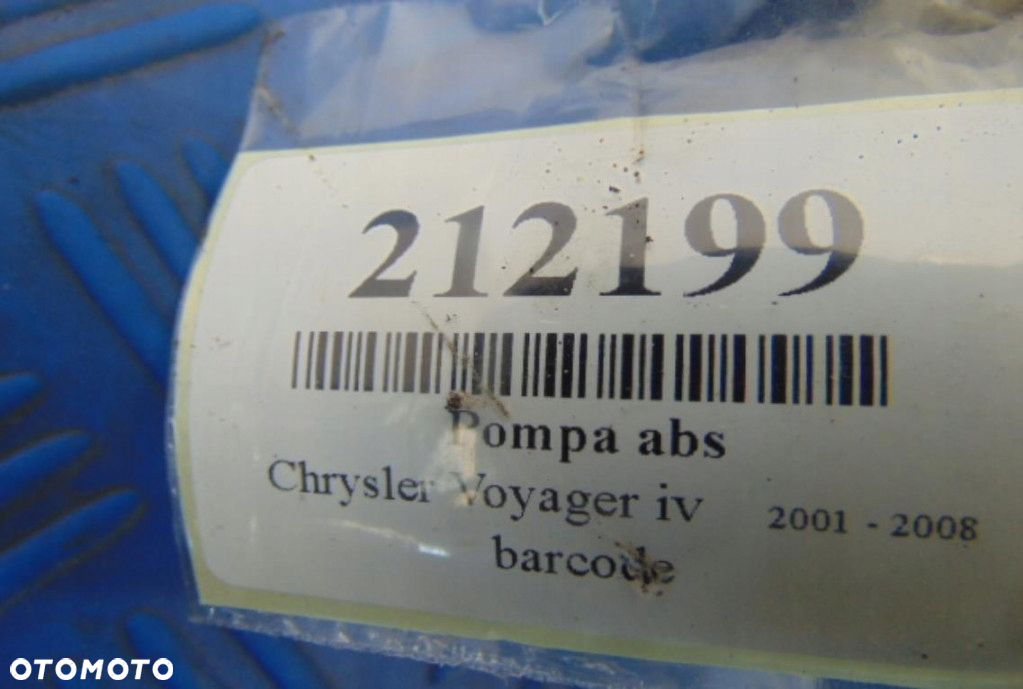 212199
Pompa abs
Chrysler Voyager iv 2001 - 2008
barcode
OTOMOTO